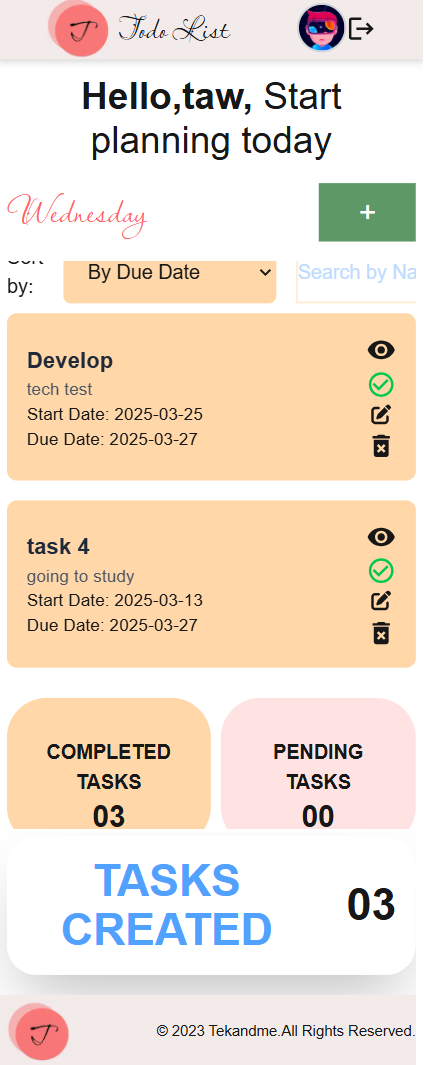 J Todo List
Hello,taw, Start
planning today
Wednesday
+
Sort
by:
By Due Date
Search by Na
Develop
tech test
Start Date: 2025-03-25
Due Date: 2025-03-27
task 4
going to study
Start Date: 2025-03-13
Due Date: 2025-03-27
COMPLETED
TASKS
03
PENDING
TASKS
00
TASKS
CREATED
03
J
© 2023 Tekandme.All Rights Reserved.